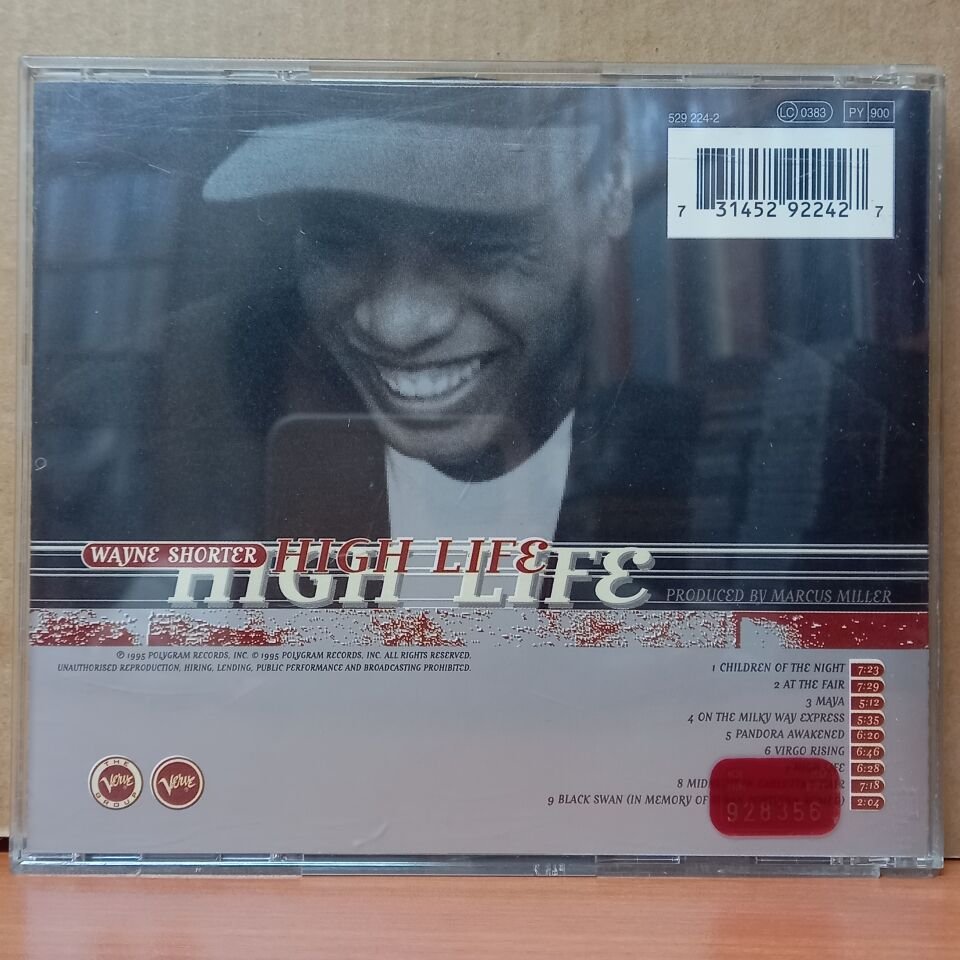 529 224-2
LC 0383
PY 900
7 31452 92242 7
WAYNE SHORTER HIGH LIFE
HIGH LIFE
PRODUCED BY MARCUS MILLER
℗ 1995 POLYGRAM RECORDS, INC. © 1995 POLYGRAM RECORDS, INC. ALL RIGHTS RESERVED.
UNAUTHORISED REPRODUCTION, HIRING, LENDING, PUBLIC PERFORMANCE AND BROADCASTING PROHIBITED.
1 CHILDREN OF THE NIGHT 7:23
2 AT THE FAIR 7:29
3 MAYA 5:12
4 ON THE MILKY WAY EXPRESS 5:35
5 PANDORA AWAKENED 6:20
6 VIRGO RISING 6:46
6:28
8 7:18
9 BLACK SWAN (IN MEMORY OF 2:04
THE Verve GROUP
Verve
928356